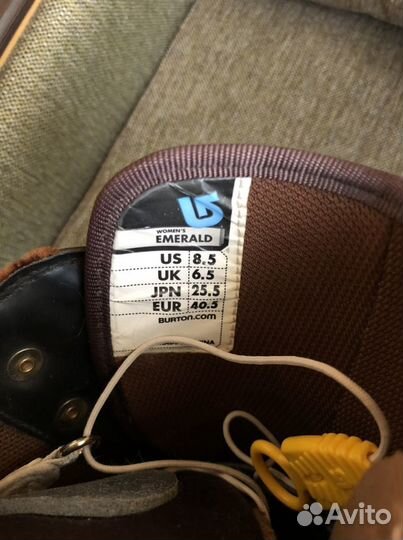 WOMEN'S
EMERALD
US 8.5
UK 6.5
JPN 25.5
EUR 40.5
BURTON.COM
Avito